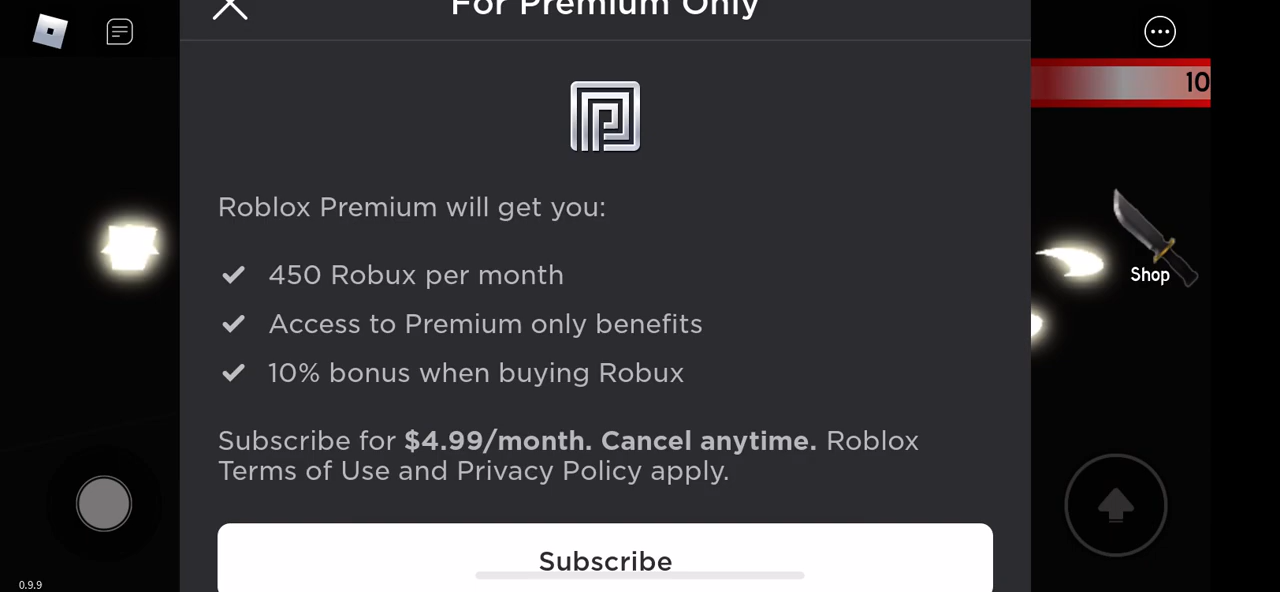 For Premium Only
10
Roblox Premium will get you:
450 Robux per month
Access to Premium only benefits
Shop
10% bonus when buying Robux
Subscribe for $4.99/month. Cancel anytime. Roblox
Terms of Use and Privacy Policy apply.
Subscribe
0.9.9